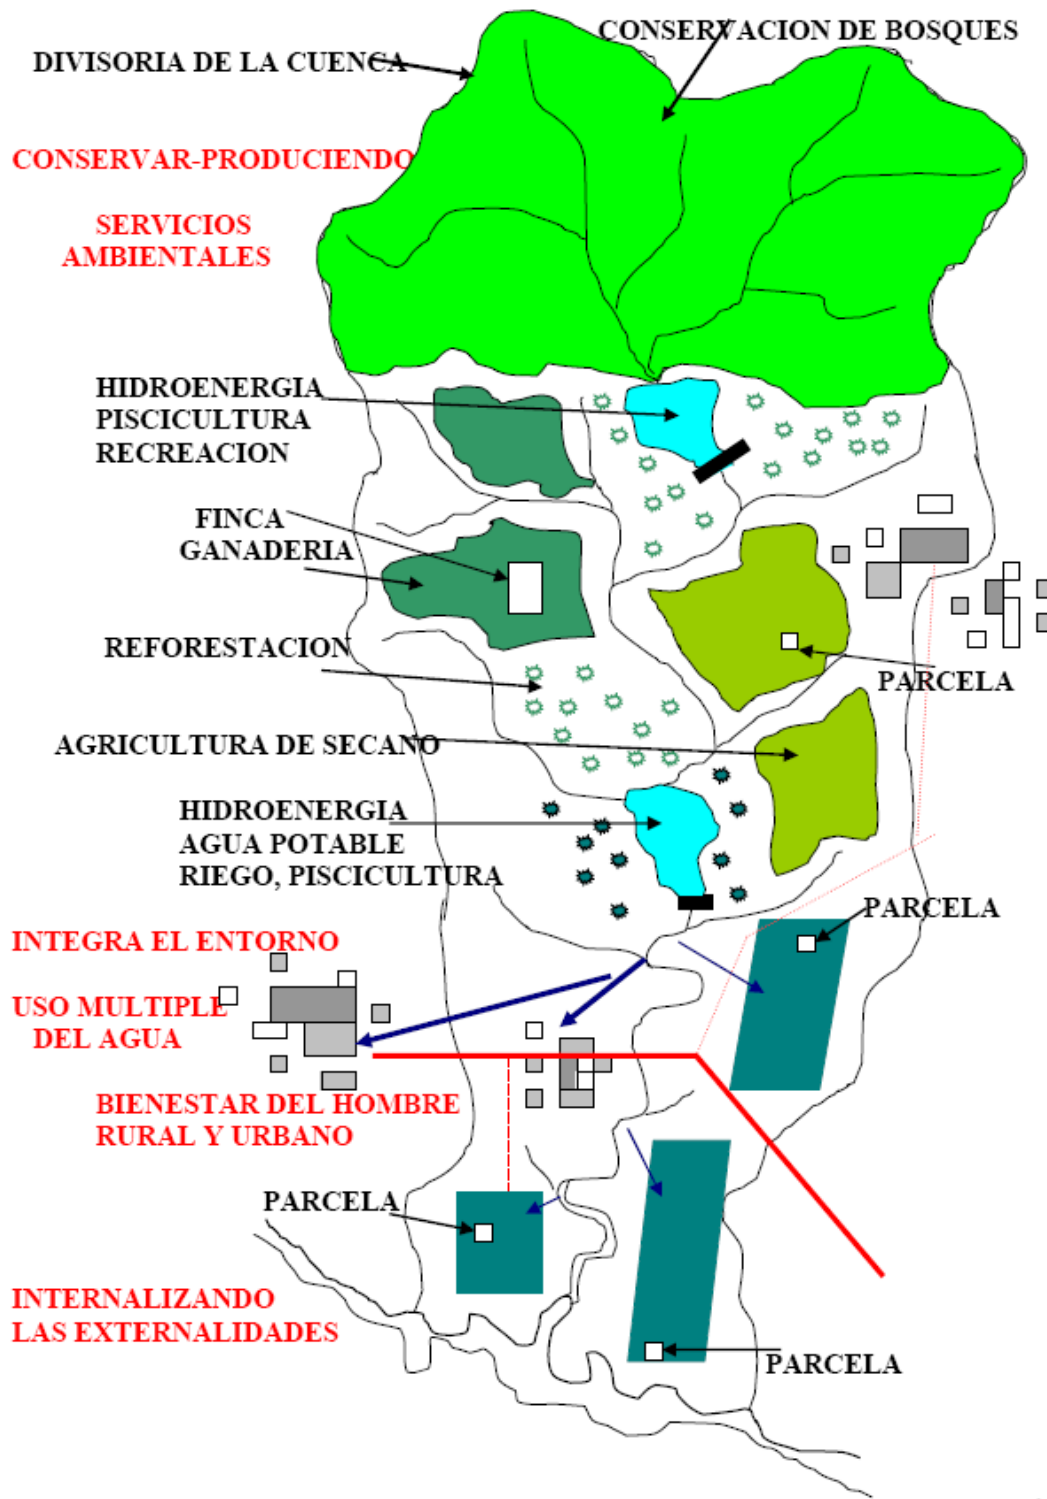 CONSERVACION DE BOSQUES
DIVISORIA DE LA CUENCA
CONSERVAR-PRODUCIENDO
SERVICIOS
AMBIENTALES
HIDROENERGIA
PISCICULTURA
RECREACION
FINCA
GANADERIA
REFORESTACION
PARCELA
AGRICULTURA DE SECANO
HIDROENERGIA
AGUA POTABLE
RIEGO, PISCICULTURA
PARCELA
INTEGRA EL ENTORNO
USO MULTIPLE
DEL AGUA
BIENESTAR DEL HOMBRE
RURAL Y URBANO
PARCELA
INTERNALIZANDO
LAS EXTERNALIDADES
PARCELA